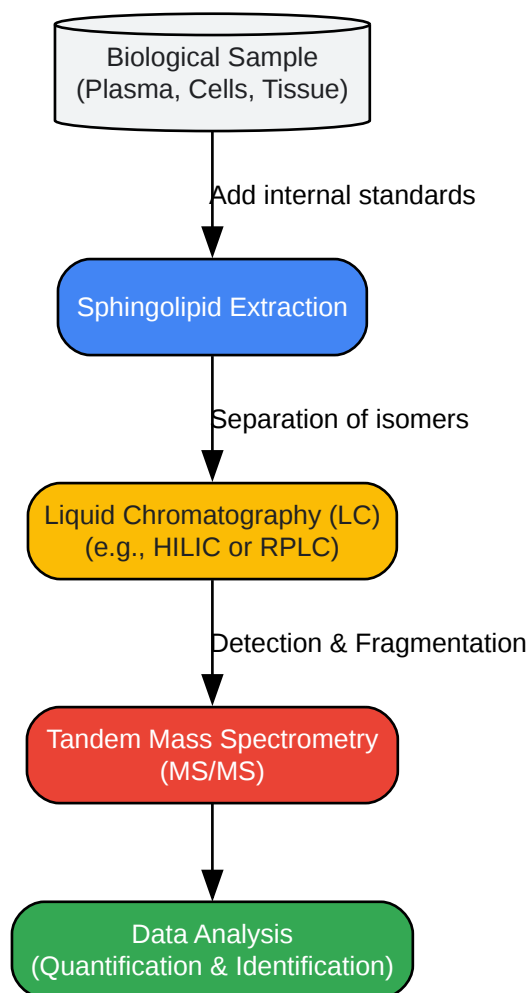 Biological Sample
(Plasma, Cells, Tissue)
Add internal standards
Sphingolipid Extraction
Separation of isomers
Liquid Chromatography (LC)
(e.g., HILIC or RPLC)
Detection & Fragmentation
Tandem Mass Spectrometry
(MS/MS)
Data Analysis
(Quantification & Identification)